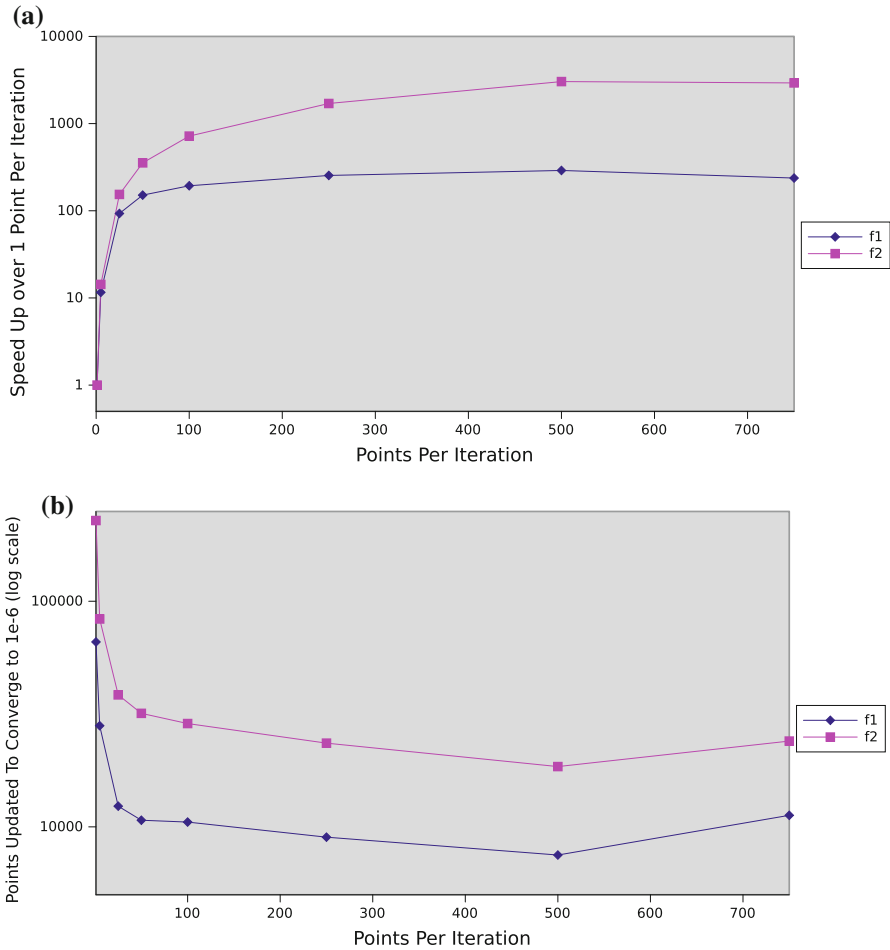 (a)
Speed Up over 1 Point Per Iteration
10000
1000
100
10
1
0 100 200 300 400 500 600 700
Points Per Iteration
f1
f2
(b)
Points Updated To Converge to 1e-6 (log scale)
100000
10000
100 200 300 400 500 600 700
Points Per Iteration
f1
f2